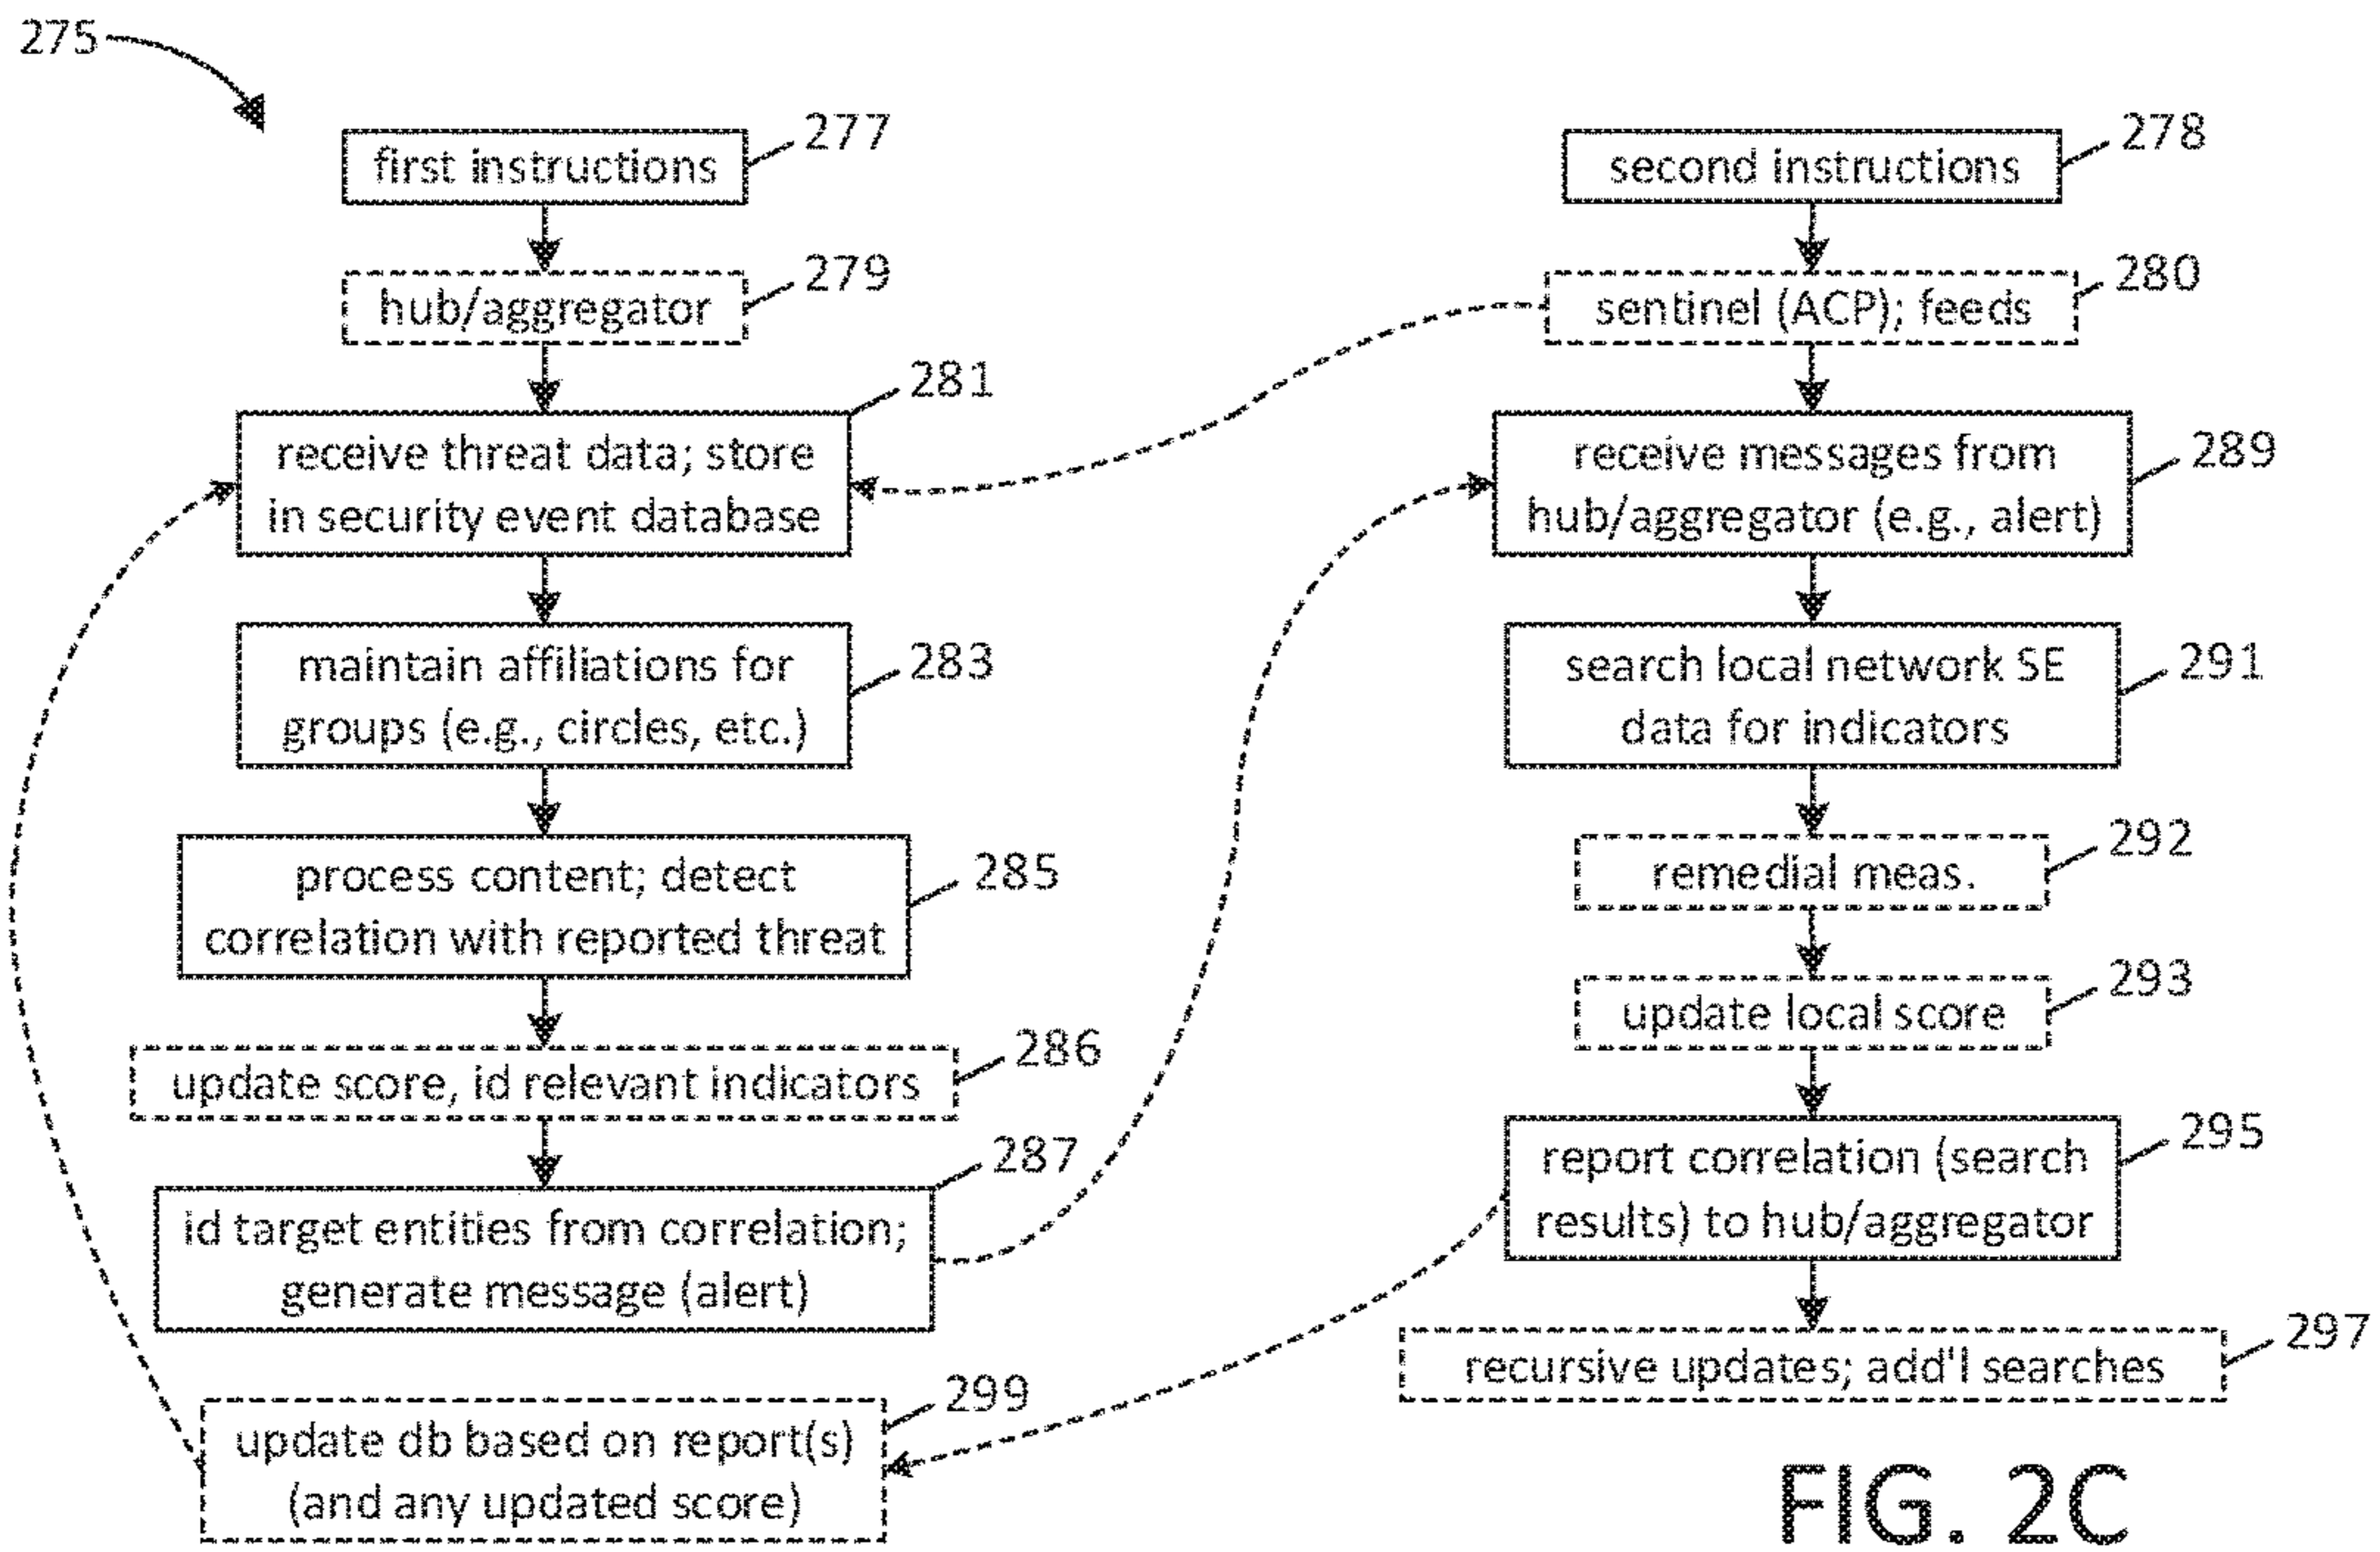 275
first instructions
277
hub/aggregator
279
receive threat data; store
in security event database
281
maintain affiliations for
groups (e.g., circles, etc.)
283
process content; detect
correlation with reported threat
285
update score, id relevant indicators
286
id target entities from correlation;
generate message (alert)
287
update db based on report(s)
(and any updated score)
299
second instructions
278
sentinel (ACP); feeds
280
receive messages from
hub/aggregator (e.g., alert)
289
search local network SE
data for indicators
291
remedial meas.
292
update local score
293
report correlation (search
results) to hub/aggregator
295
recursive updates; add'l searches
297
FIG. 2C